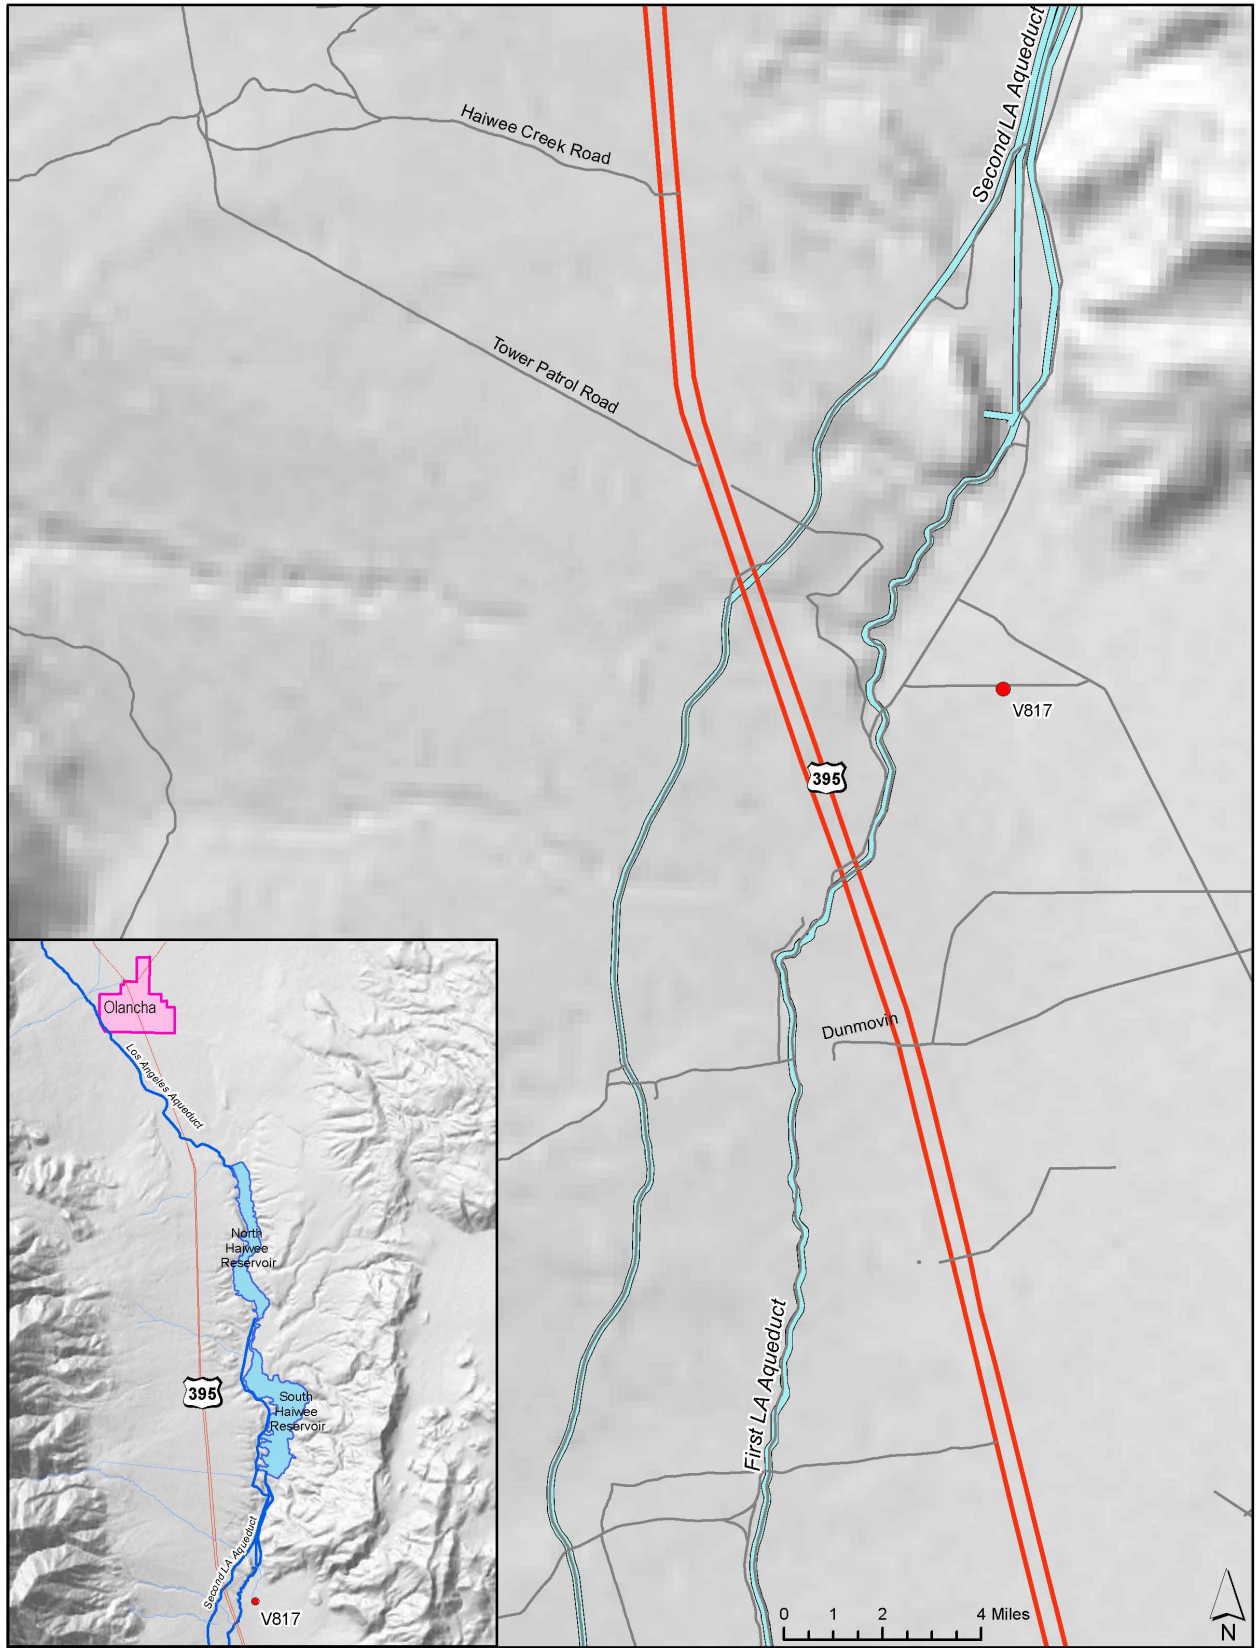 Second LA Aqueduct
Haiwee Creek Road
Tower Patrol Road
V817
395
Dunmovin
First LA Aqueduct
0 1 2 4 Miles
N
Olancha
Los Angeles Aqueduct
North
Haiwee
Reservoir
395
South
Haiwee
Reservoir
Second LA Aqueduct
V817